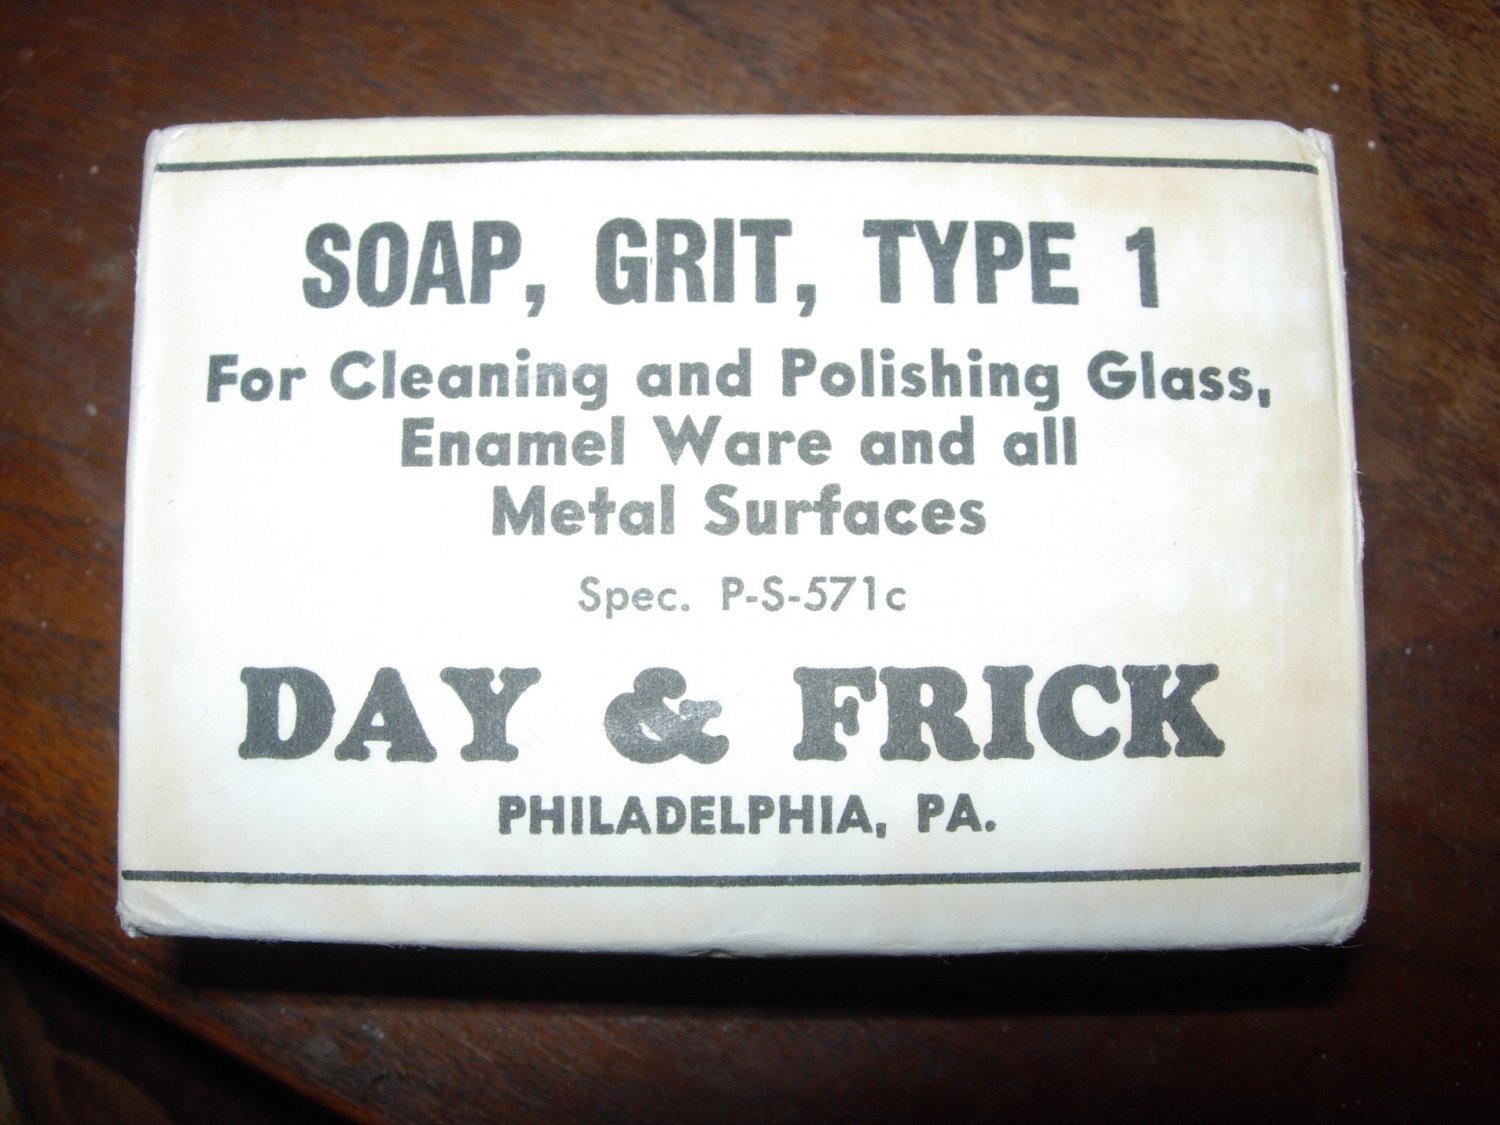 SOAP, GRIT, TYPE 1
For Cleaning and Polishing Glass,
Enamel Ware and all
Metal Surfaces
Spec. P-S-571c
DAY & FRICK
PHILADELPHIA, PA.